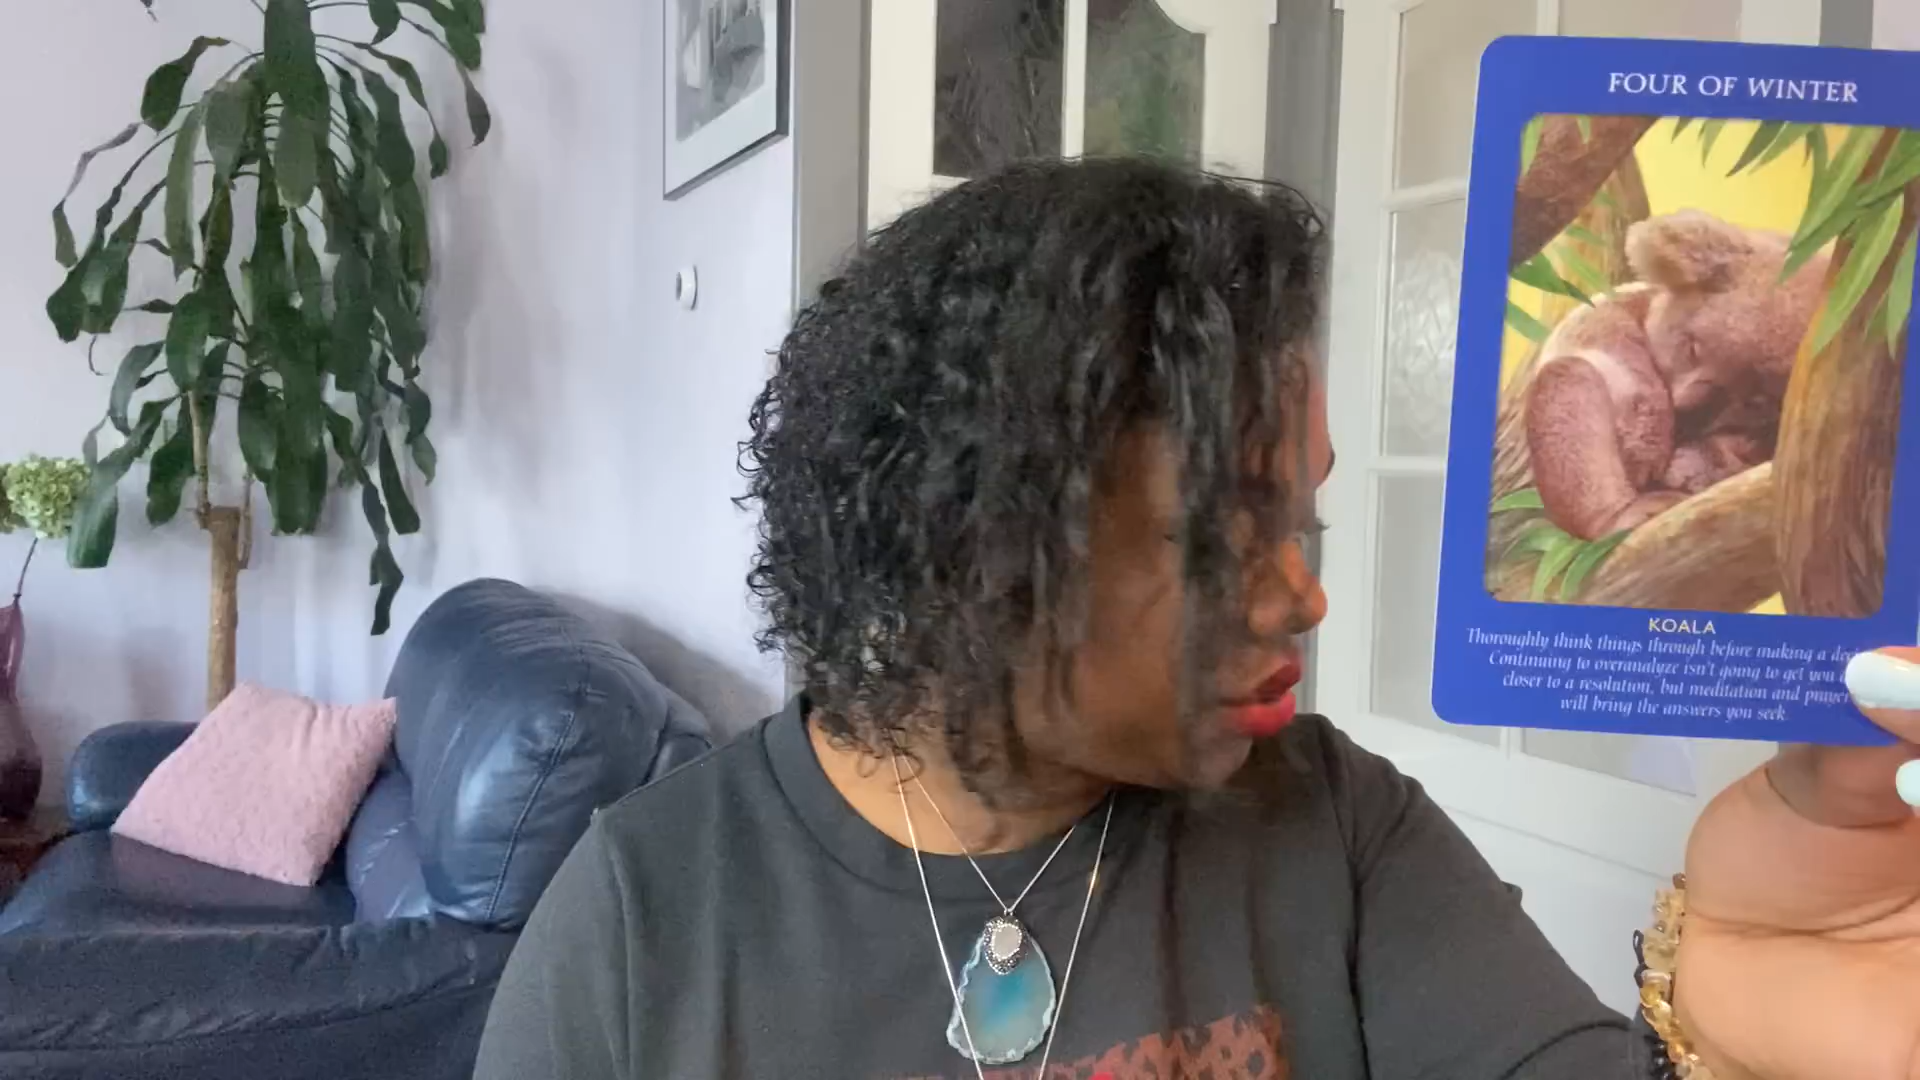 FOUR OF WINTER
KOALA
Thoroughly think things through before making a
Continuing to overanalyze isn't going to get you
closer to a resolution, but meditation and prayer
will bring the answers you seek.